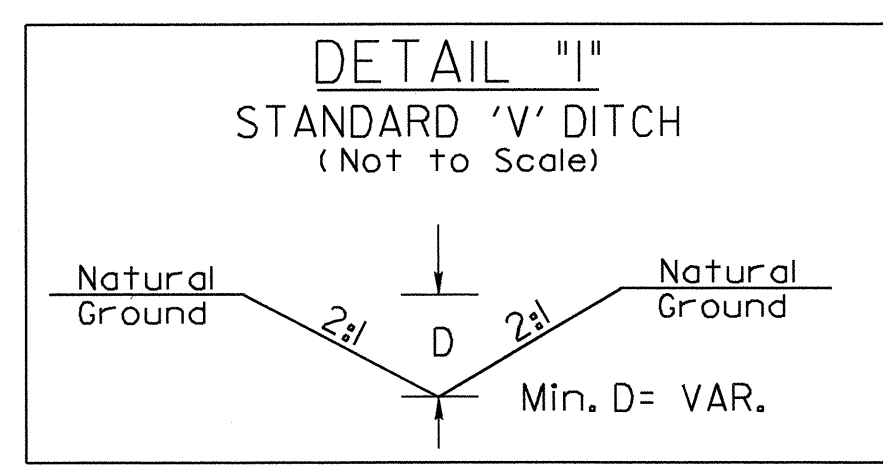 DETAIL "I"
STANDARD 'V' DITCH
(Not to Scale)
Natural
Ground
2:1
D
2:1
Natural
Ground
Min. D= VAR.